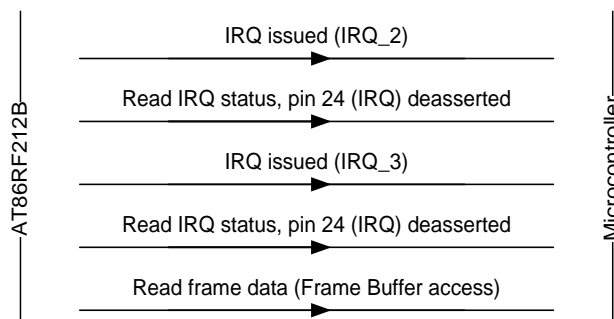 IRQ issued (IRQ_2)
Read IRQ status, pin 24 (IRQ) deasserted
IRQ issued (IRQ_3)
Read IRQ status, pin 24 (IRQ) deasserted
Read frame data (Frame Buffer access)
AT86RF212B
Microcontroller